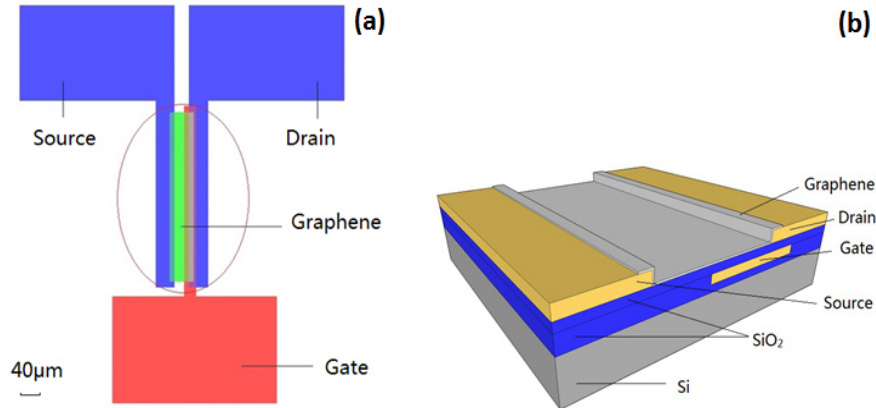 (a)
Source
Drain
Graphene
Gate
40μm
(b)
Graphene
Drain
Gate
Source
SiO₂
Si